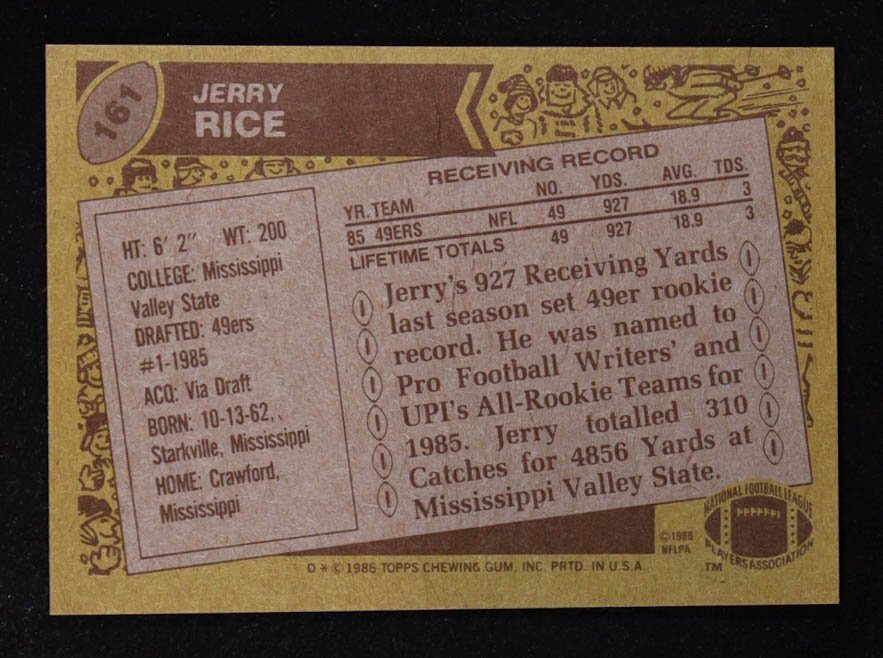 161
JERRY
RICE
HT: 6' 2" WT: 200
COLLEGE: Mississippi
Valley State
DRAFTED: 49ers
#1-1985
ACQ: Via Draft
BORN: 10-13-62,
Starkville, Mississippi
HOME: Crawford,
Mississippi
RECEIVING RECORD
YR. TEAM NO. YDS. AVG. TDS.
85 49ERS NFL 49 927 18.9 3
LIFETIME TOTALS 49 927 18.9 3
Jerry's 927 Receiving Yards
last season set 49er rookie
record. He was named to
Pro Football Writers' and
UPI's All-Rookie Teams for
1985. Jerry totalled 310
Catches for 4856 Yards at
Mississippi Valley State.
© 1986
NFLPA
NATIONAL FOOTBALL LEAGUE
PLAYERS ASSOCIATION
TM
D * © 1986 TOPPS CHEWING GUM, INC. PRTD. IN U.S.A.